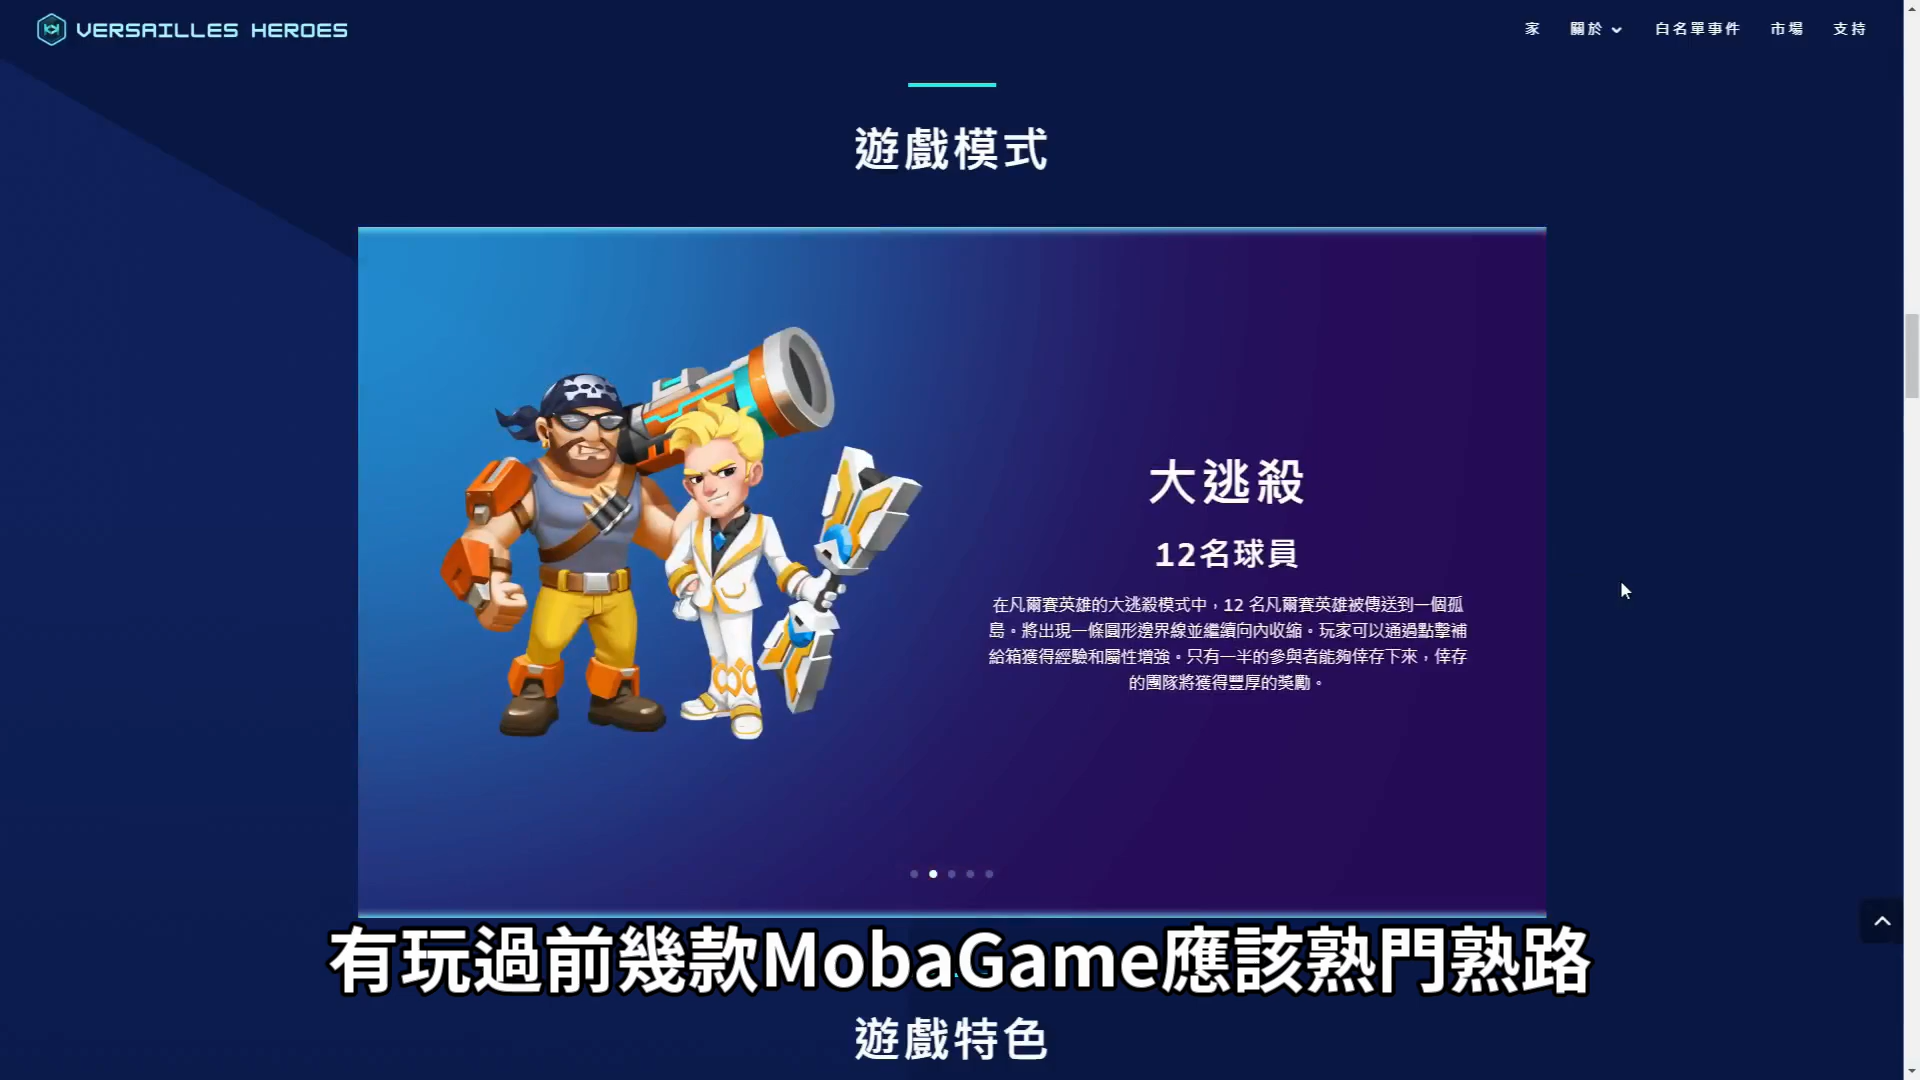 VERSAILLES HEROES
家 關於 白名單事件 市場 支持
遊戲模式
大逃殺
12名球員
在凡爾賽英雄的大逃殺模式中，12 名凡爾賽英雄被傳送到一個孤
島。將出現一條圓形邊界線並繼續向內收縮。玩家可以通過點擊補
給箱獲得經驗和屬性增強。只有一半的參與者能夠倖存下來，倖存
的團隊將獲得豐厚的獎勵。
有玩過前幾款MobaGame應該熟門熟路
遊戲特色